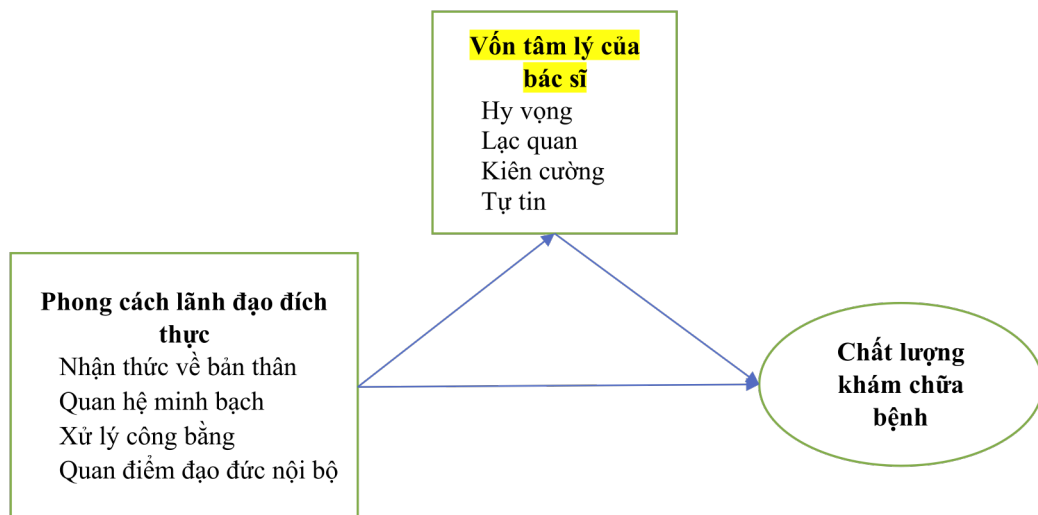 Vốn tâm lý của
bác sĩ
Hy vọng
Lạc quan
Kiên cường
Tự tin
Phong cách lãnh đạo đích
thực
Nhận thức về bản thân
Quan hệ minh bạch
Xử lý công bằng
Quan điểm đạo đức nội bộ
Chất lượng
khám chữa
bệnh